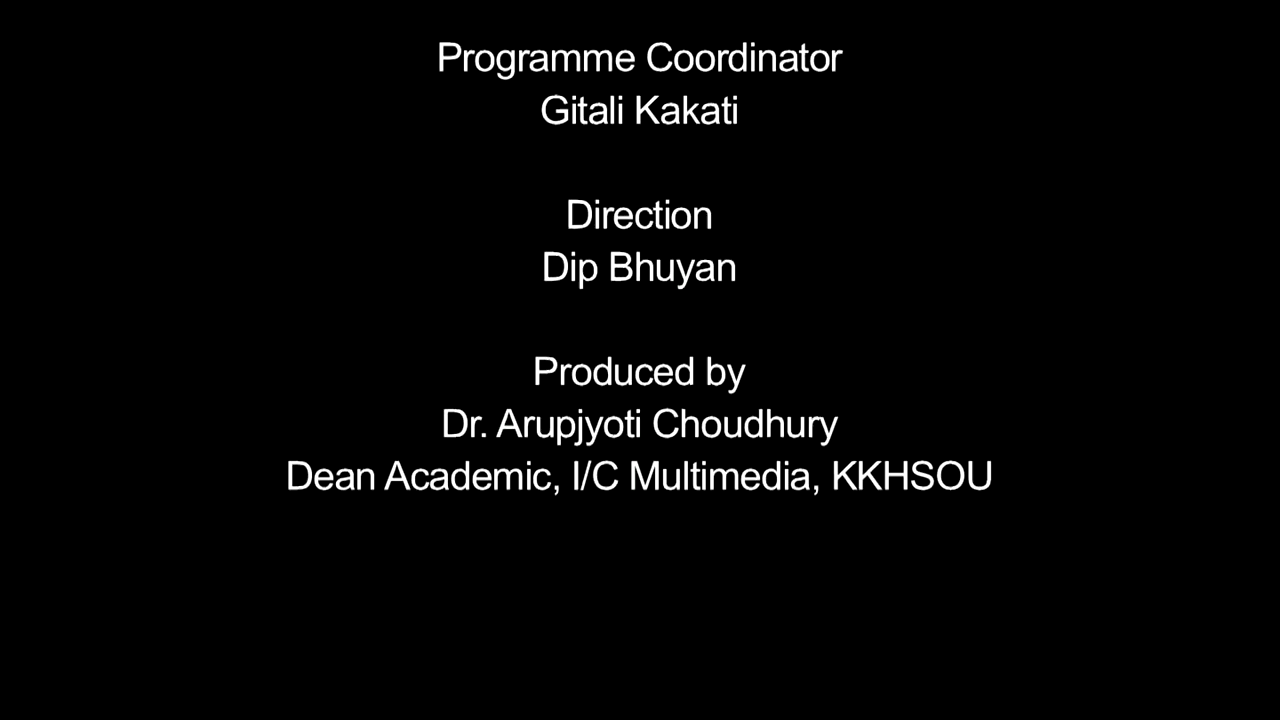 Programme Coordinator
Gitali Kakati
Direction
Dip Bhuyan
Produced by
Dr. Arupjyoti Choudhury
Dean Academic, I/C Multimedia, KKHSOU